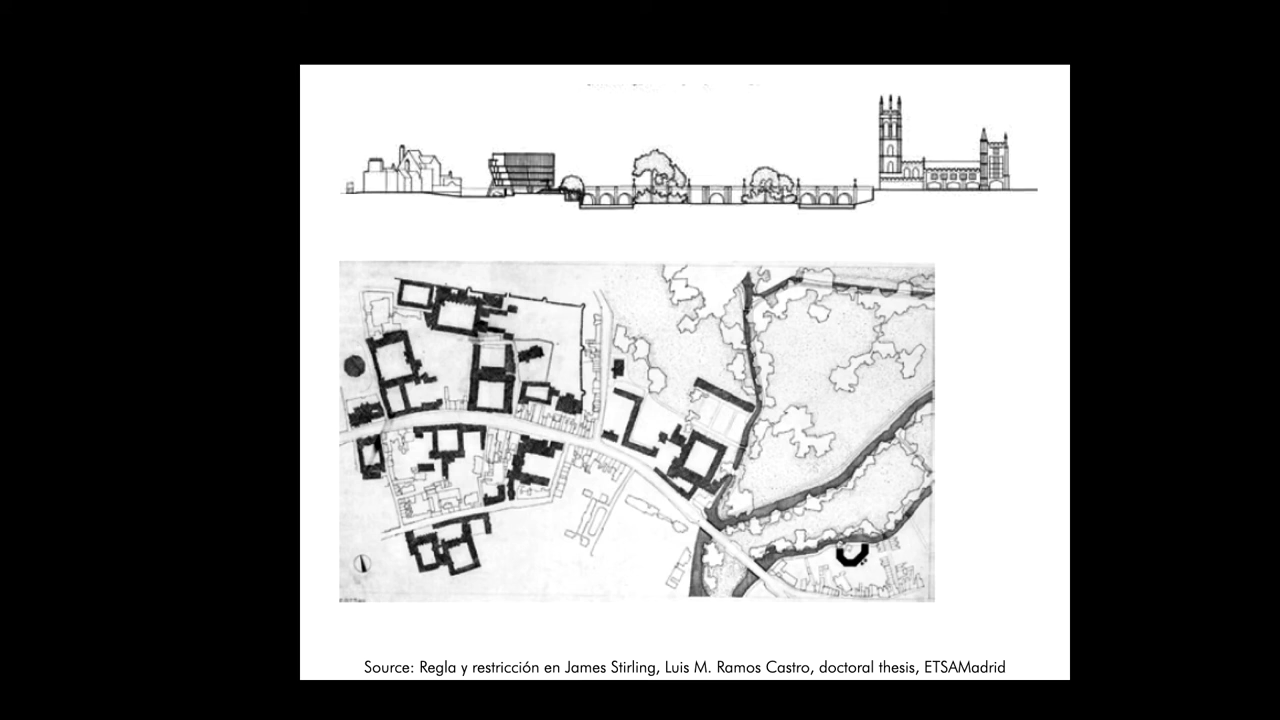 Source: Regla y restricción en James Stirling, Luis M. Ramos Castro, doctoral thesis, ETSAMadrid